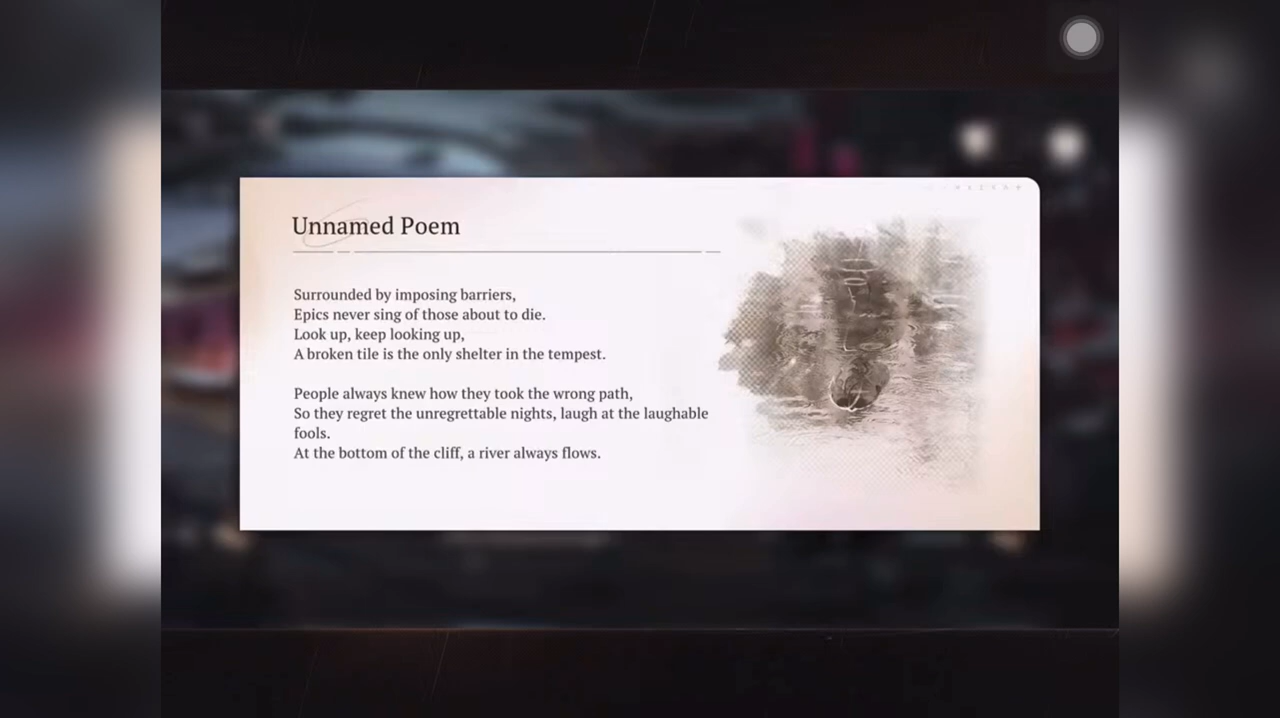 Unnamed Poem
Surrounded by imposing barriers,
Epics never sing of those about to die.
Look up, keep looking up,
A broken tile is the only shelter in the tempest.
People always knew how they took the wrong path,
So they regret the unregrettable nights, laugh at the laughable
fools.
At the bottom of the cliff, a river always flows.